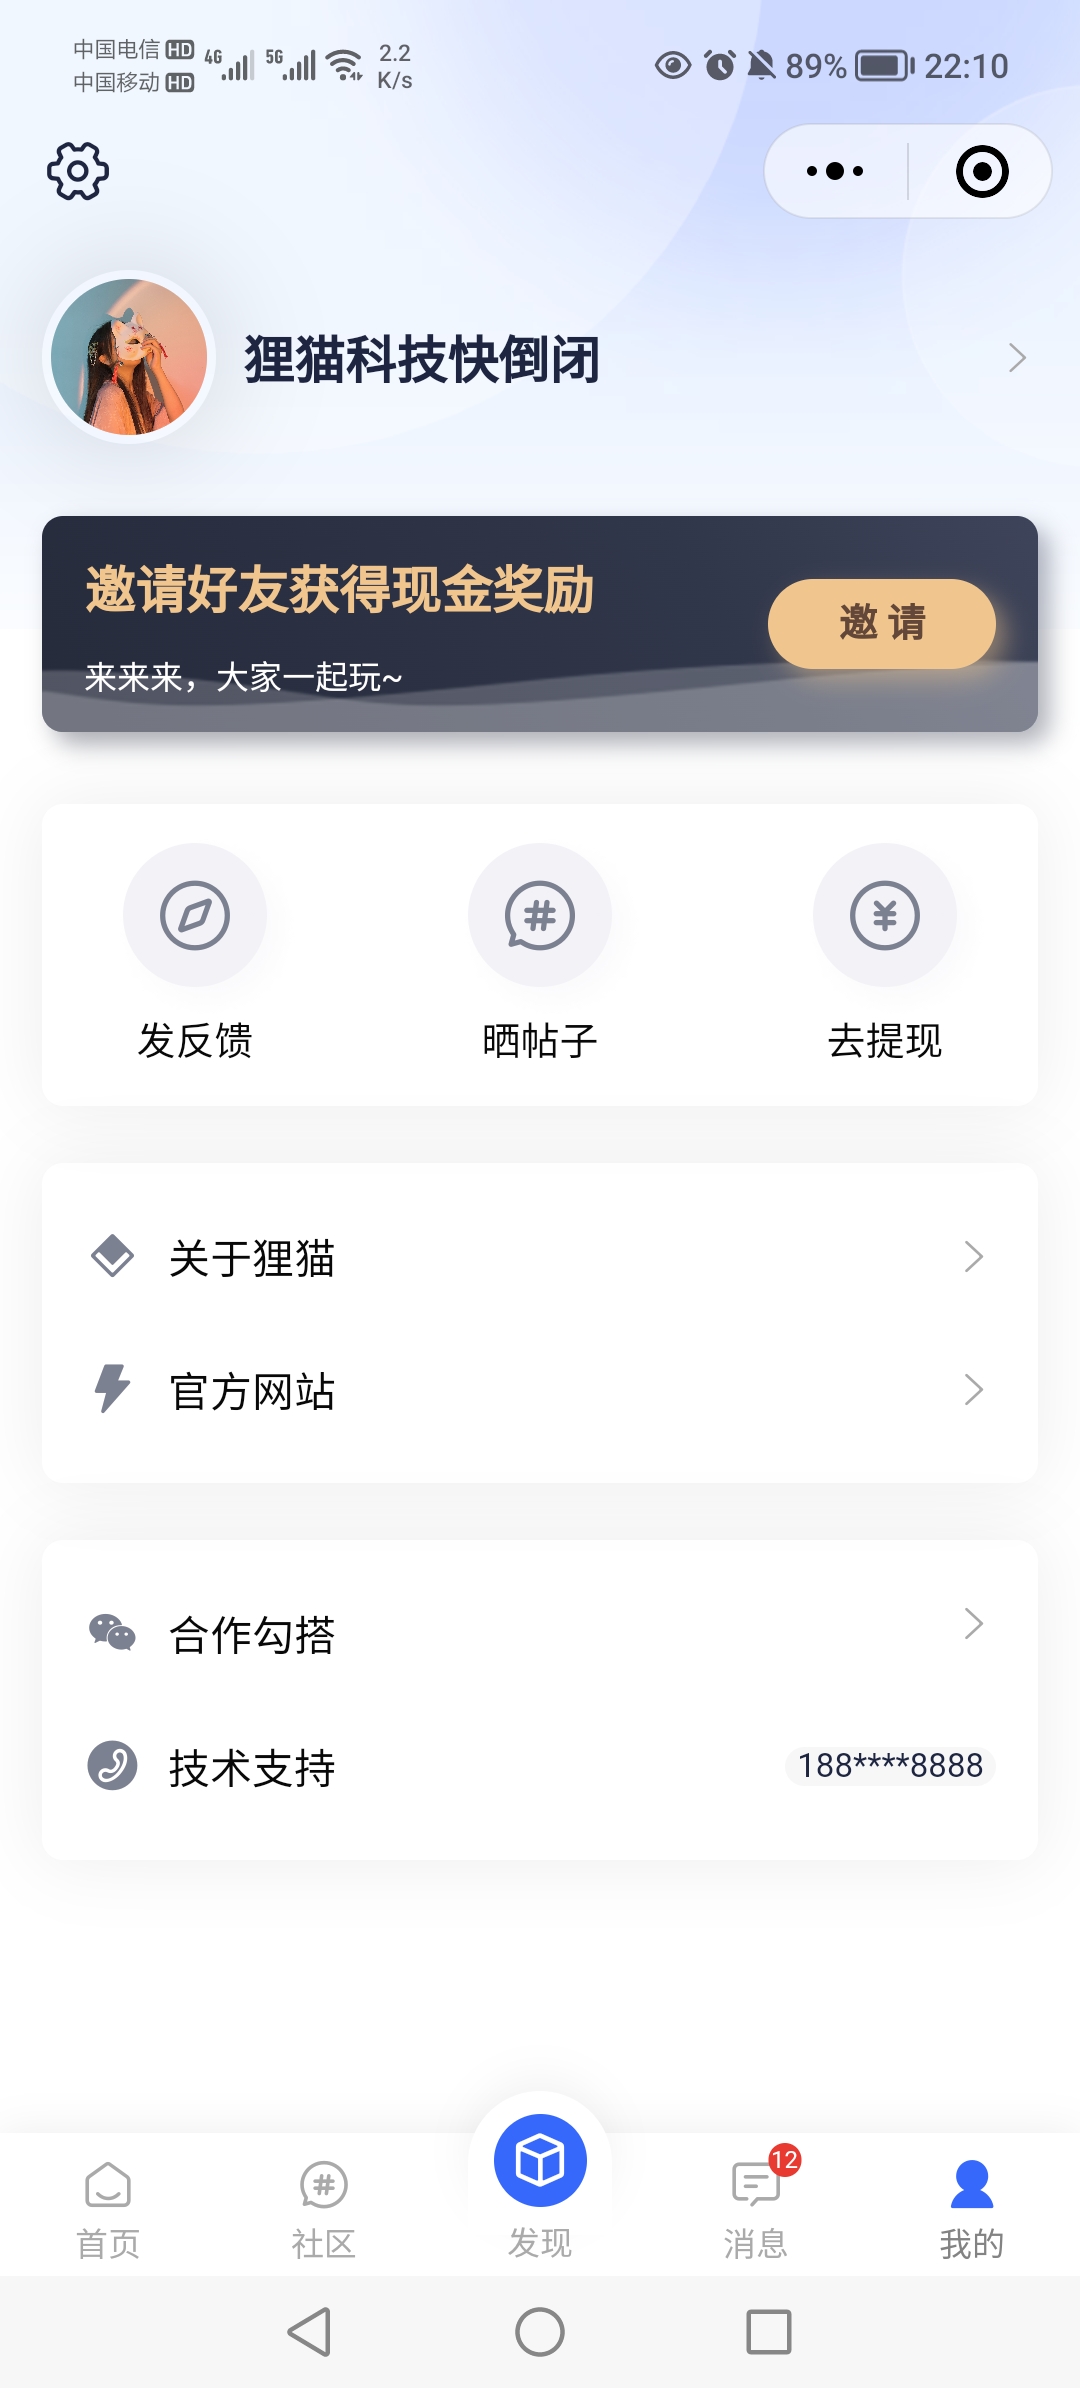 中国电信 HD 4G 5G 2.2 89% 22:10
中国移动 HD K/s
狸猫科技快倒闭
邀请好友获得现金奖励
邀请
来来来，大家一起玩~
发反馈 晒帖子 去提现
关于狸猫
官方网站
合作勾搭
技术支持 188****8888
12
首页 社区 发现 消息 我的